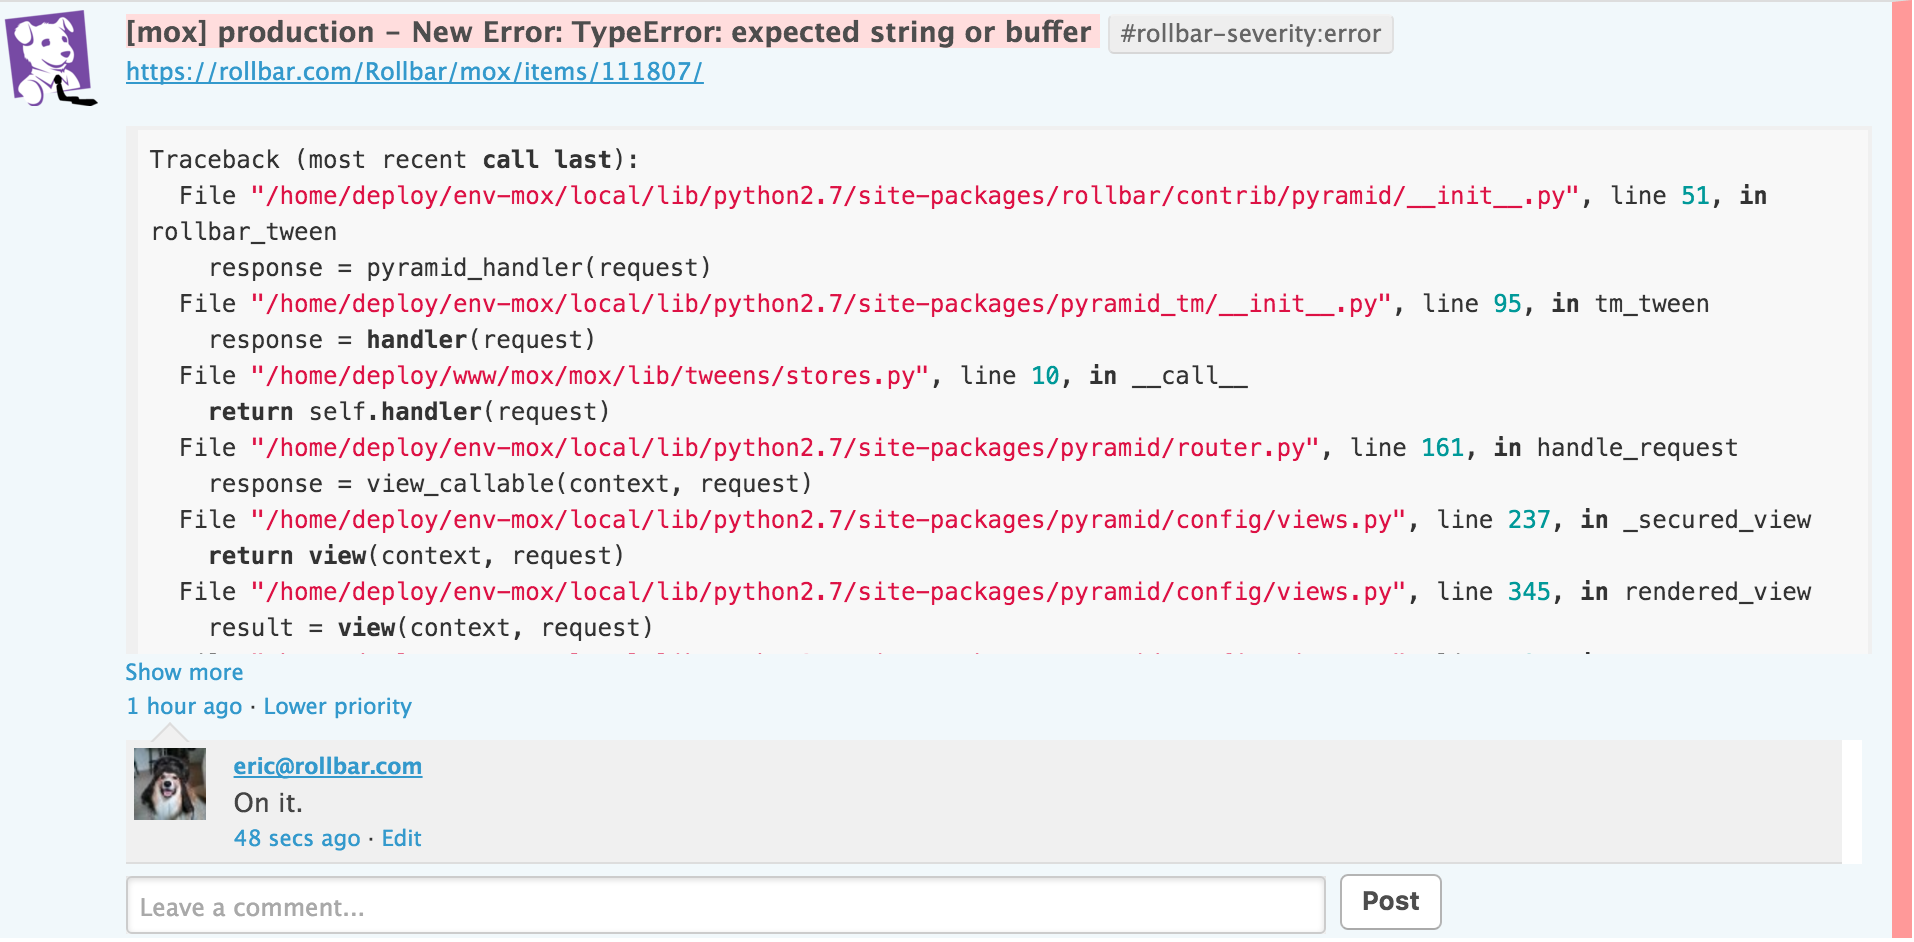 [mox] production - New Error: TypeError: expected string or buffer #rollbar-severity:error
https://rollbar.com/Rollbar/mox/items/111807/
Traceback (most recent call last):
File "/home/deploy/env-mox/local/lib/python2.7/site-packages/rollbar/contrib/pyramid/__init__.py", line 51, in
rollbar_tween
response = pyramid_handler(request)
File "/home/deploy/env-mox/local/lib/python2.7/site-packages/pyramid_tm/__init__.py", line 95, in tm_tween
response = handler(request)
File "/home/deploy/www/mox/mox/lib/tweens/stores.py", line 10, in __call__
return self.handler(request)
File "/home/deploy/env-mox/local/lib/python2.7/site-packages/pyramid/router.py", line 161, in handle_request
response = view_callable(context, request)
File "/home/deploy/env-mox/local/lib/python2.7/site-packages/pyramid/config/views.py", line 237, in _secured_view
return view(context, request)
File "/home/deploy/env-mox/local/lib/python2.7/site-packages/pyramid/config/views.py", line 345, in rendered_view
result = view(context, request)
Show more
1 hour ago · Lower priority
eric@rollbar.com
On it.
48 secs ago · Edit
Leave a comment...
Post